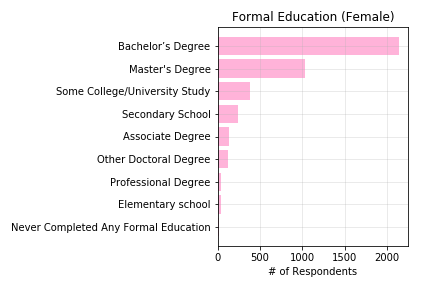 Formal Education (Female)
Bachelor’s Degree
Master's Degree
Some College/University Study
Secondary School
Associate Degree
Other Doctoral Degree
Professional Degree
Elementary school
Never Completed Any Formal Education
0 500 1000 1500 2000
# of Respondents